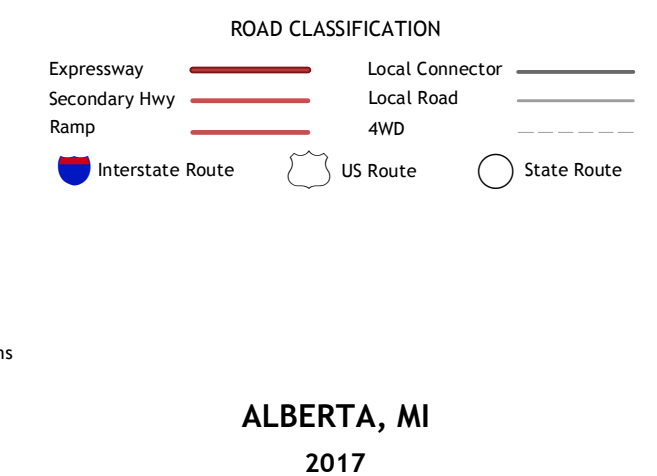 ROAD CLASSIFICATION
Expressway
Local Connector
Secondary Hwy
Local Road
Ramp
4WD
Interstate Route
US Route
State Route
ns
ALBERTA, MI
2017